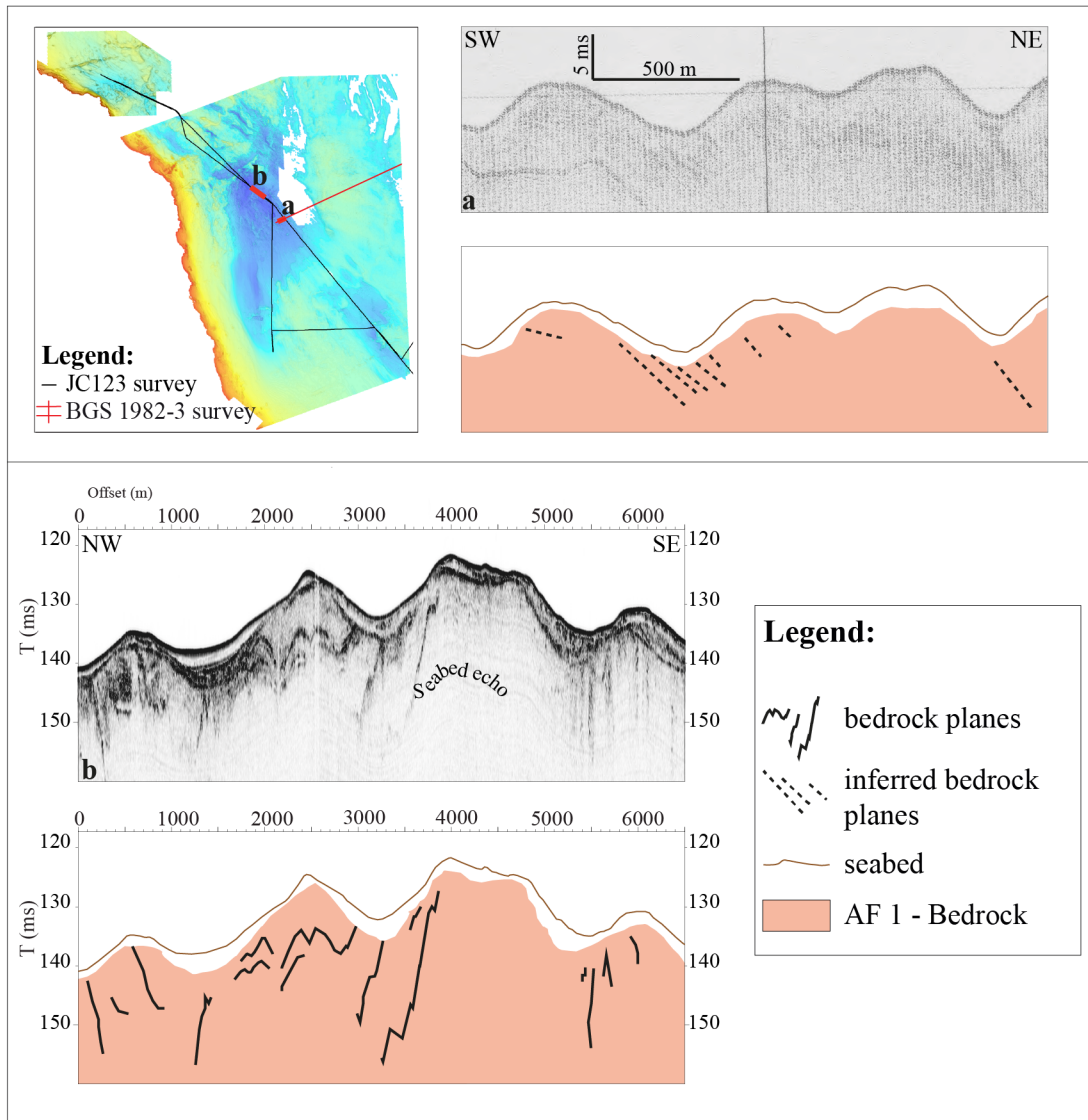 b
a
Legend:
JC123 survey
BGS 1982-3 survey
SW
NE
5 ms
500 m
a
Offset (m)
0 1000 2000 3000 4000 5000 6000
120 120
NW SE
130 130
T (ms)
140 140
Seabed echo
150 150
b
0 1000 2000 3000 4000 5000 6000
120 120
130 130
T (ms)
140 140
150 150
Legend:
bedrock planes
inferred bedrock
planes
seabed
AF 1 - Bedrock